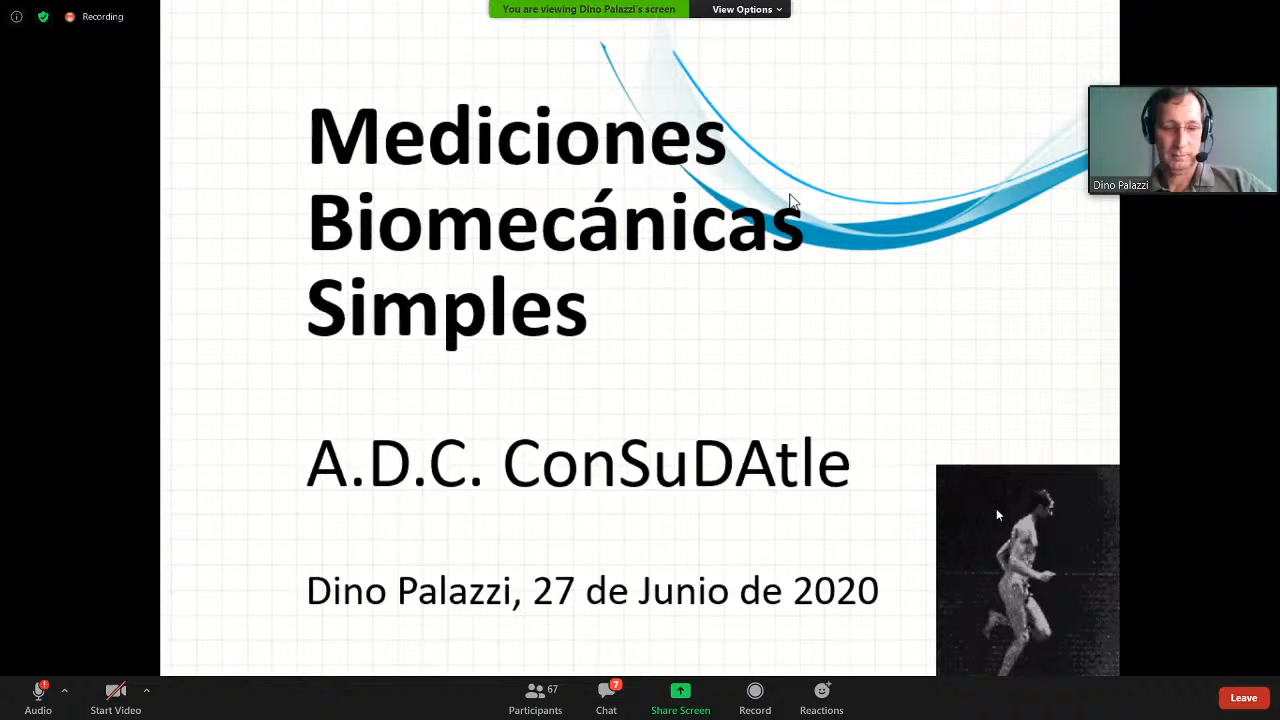 Recording
You are viewing Dino Palazzi's screen
View Options
Mediciones
Biomecánicas
Simples
A.D.C. ConSuDAtle
Dino Palazzi, 27 de Junio de 2020
Dino Palazzi
Audio
Start Video
67
Participants
7
Chat
Share Screen
Record
Reactions
Leave